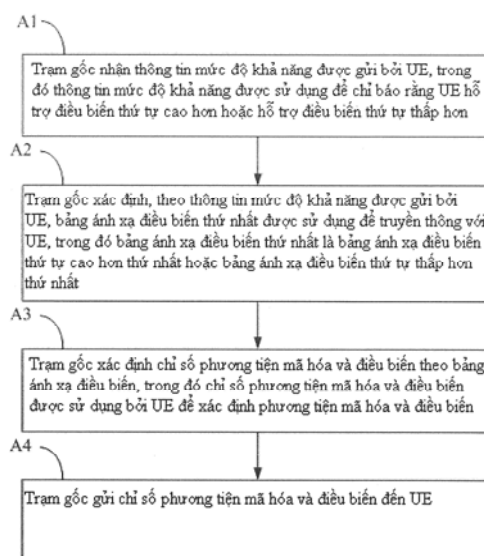 A1
Trạm gốc nhận thông tin mức độ khả năng được gửi bởi UE, trong
đó thông tin mức độ khả năng được sử dụng để chỉ báo rằng UE hỗ
trợ điều biến thứ tự cao hơn hoặc hỗ trợ điều biến thứ tự thấp hơn
A2
Trạm gốc xác định, theo thông tin mức độ khả năng được gửi bởi
UE, bảng ánh xạ điều biến thứ nhất được sử dụng để truyền thông với
UE, trong đó bảng ánh xạ điều biến thứ nhất là bảng ánh xạ điều biến
thứ tự cao hơn thứ nhất hoặc bảng ánh xạ điều biến thứ tự thấp hơn
thứ nhất
A3
Trạm gốc xác định chỉ số phương tiện mã hóa và điều biến theo bảng
ánh xạ điều biến, trong đó chỉ số phương tiện mã hóa và điều biến
được sử dụng bởi UE để xác định phương tiện mã hóa và điều biến
A4
Trạm gốc gửi chỉ số phương tiện mã hóa và điều biến đến UE